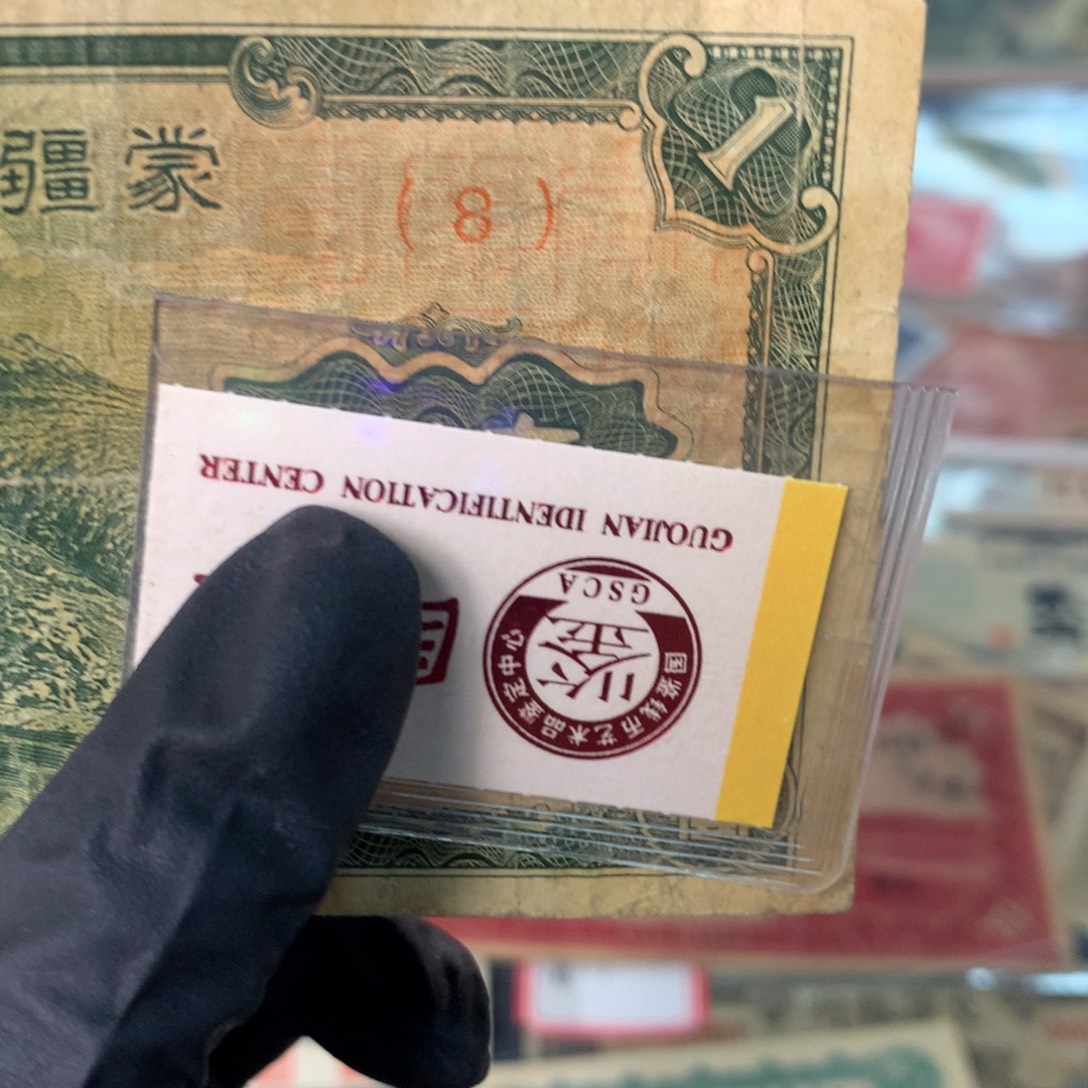 疆蒙
1
( 8 )
GUOJIAN IDENTIFICATION CENTER
GSCA
鉴
国鉴钱币艺术品鉴定中心